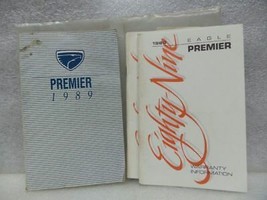 PREMIER
1989
1989 EAGLE
PREMIER
Eighty-Nine
WARRANTY
INFORMATION